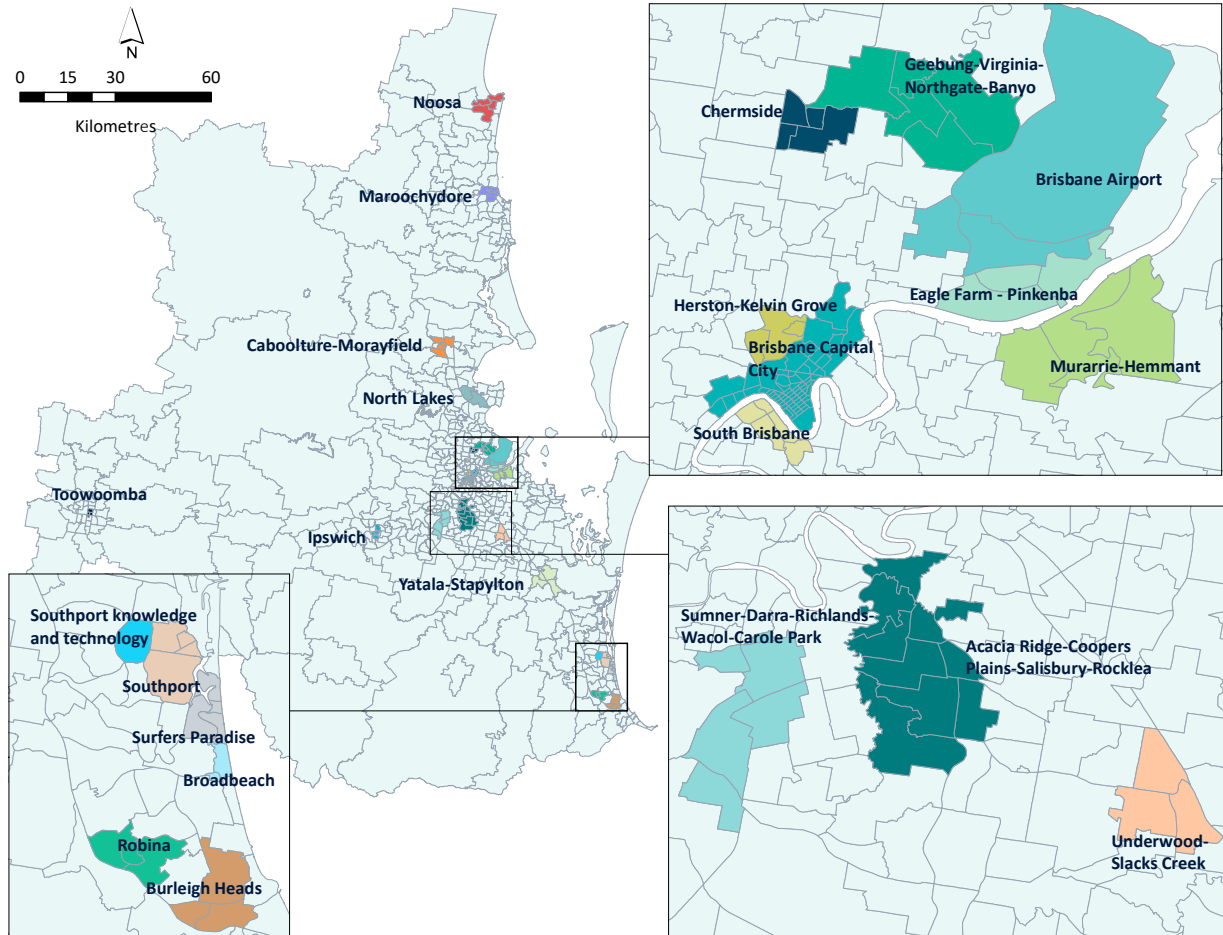 N
0 15 30 60
Kilometres
Noosa
Maroochydore
Caboolture-Morayfield
North Lakes
Toowoomba
Ipswich
Yatala-Stapylton
Geebung-Virginia-
Northgate-Banyo
Chermside
Brisbane Airport
Eagle Farm - Pinkenba
Herston-Kelvin Grove
Brisbane Capital
City
Murarrie-Hemmant
South Brisbane
Southport knowledge
and technology
Southport
Surfers Paradise
Broadbeach
Robina
Burleigh Heads
Sumner-Darra-Richlands-
Wacol-Carole Park
Acacia Ridge-Coopers
Plains-Salisbury-Rocklea
Underwood-
Slacks Creek